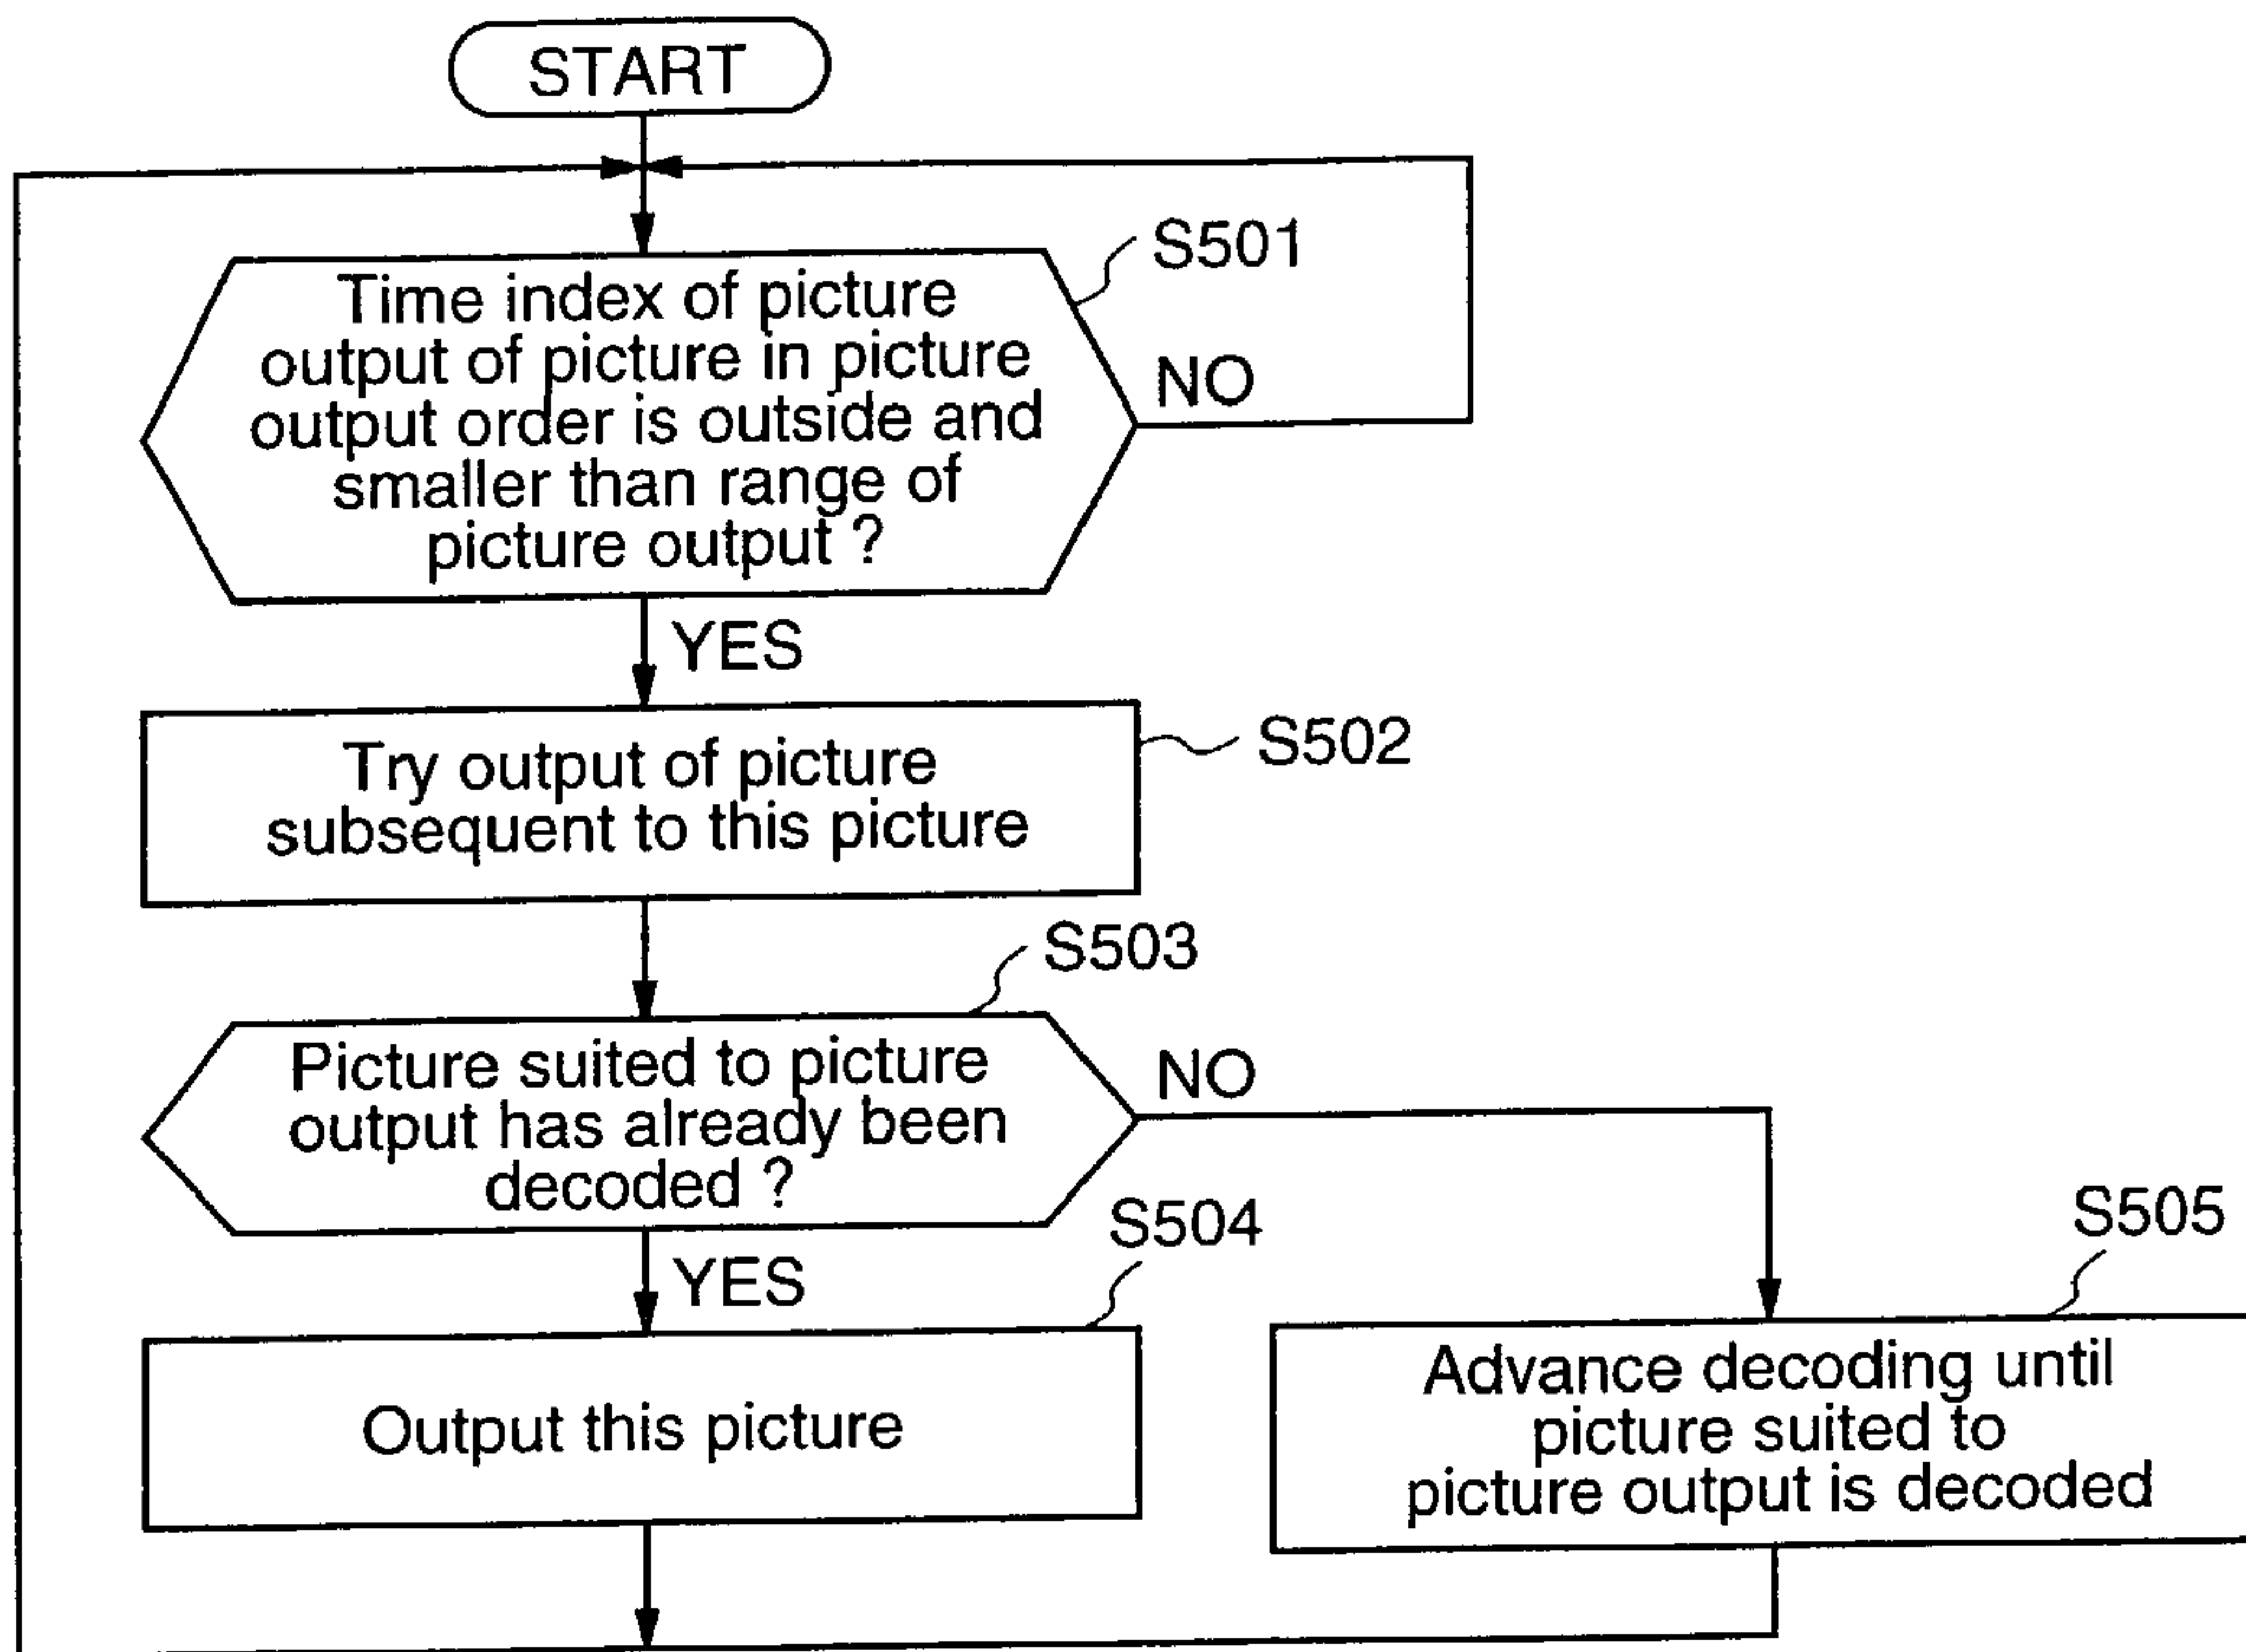 START
S501
Time index of picture
output of picture in picture
output order is outside and
smaller than range of
picture output ?
NO
YES
S502
Try output of picture
subsequent to this picture
S503
Picture suited to picture
output has already been
decoded ?
NO
YES
S504
Output this picture
S505
Advance decoding until
picture suited to
picture output is decoded